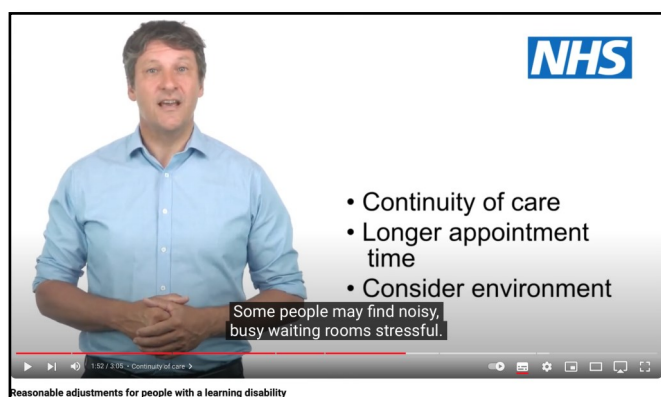 NHS
• Continuity of care
• Longer appointment
time
• Consider environment
Some people may find noisy,
busy waiting rooms stressful.
1:52 / 3:05 • Continuity of care >
Reasonable adjustments for people with a learning disability